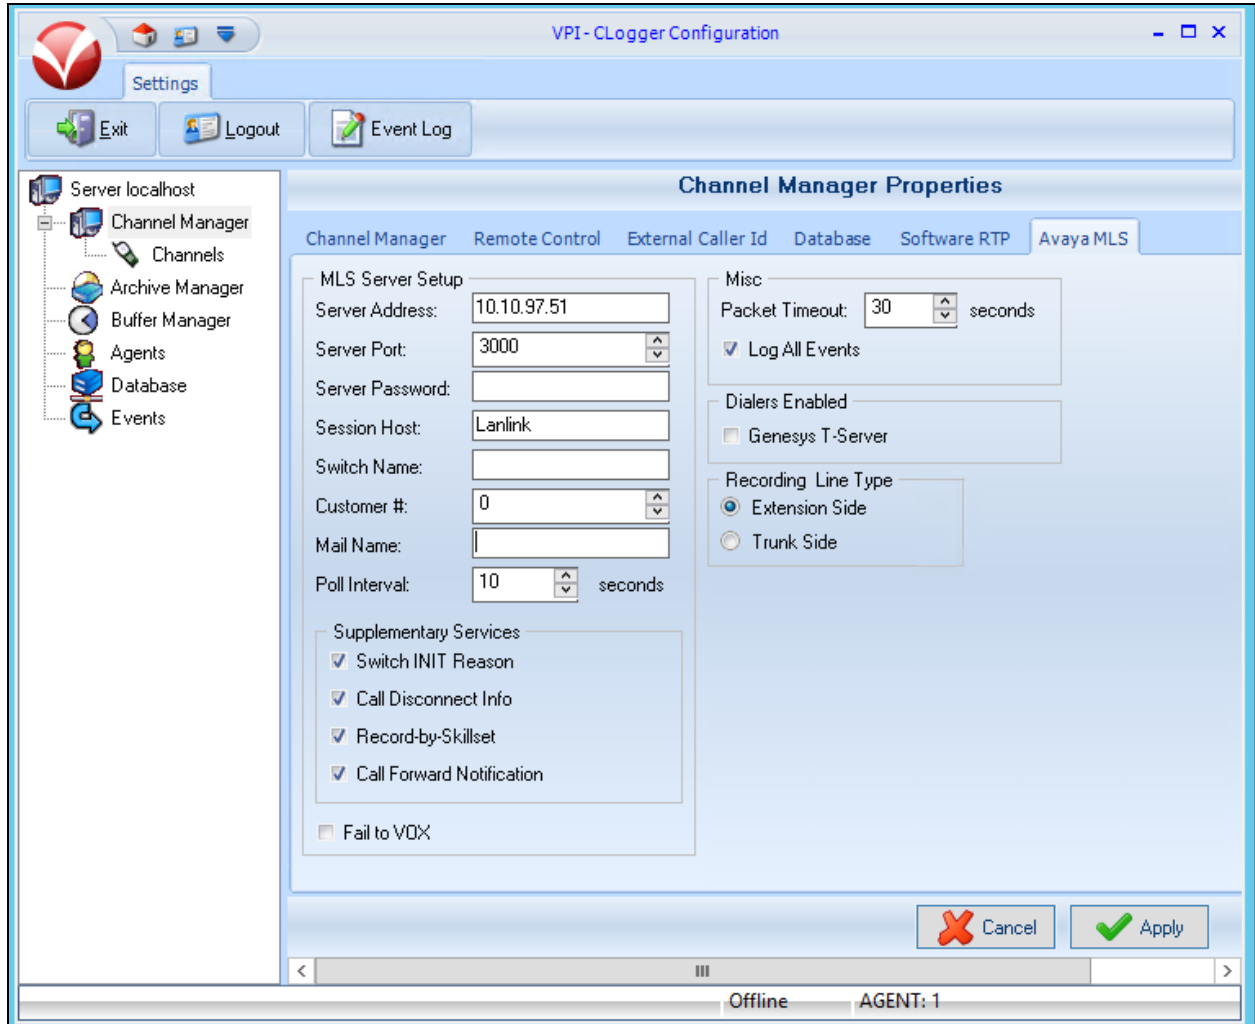 VPI - CLogger Configuration
Settings
Exit Logout Event Log
Server localhost
Channel Manager
Channels
Archive Manager
Buffer Manager
Agents
Database
Events
Channel Manager Properties
Channel Manager Remote Control External Caller Id Database Software RTP Avaya MLS
MLS Server Setup
Server Address: 10.10.97.51
Server Port: 3000
Server Password:
Session Host: Lanlink
Switch Name:
Customer #: 0
Mail Name:
Poll Interval: 10 seconds
Supplementary Services
Switch INIT Reason
Call Disconnect Info
Record-by-Skillset
Call Forward Notification
Fail to VOX
Misc
Packet Timeout: 30 seconds
Log All Events
Dialers Enabled
Genesys T-Server
Recording Line Type
Extension Side
Trunk Side
Cancel Apply
Offline AGENT: 1